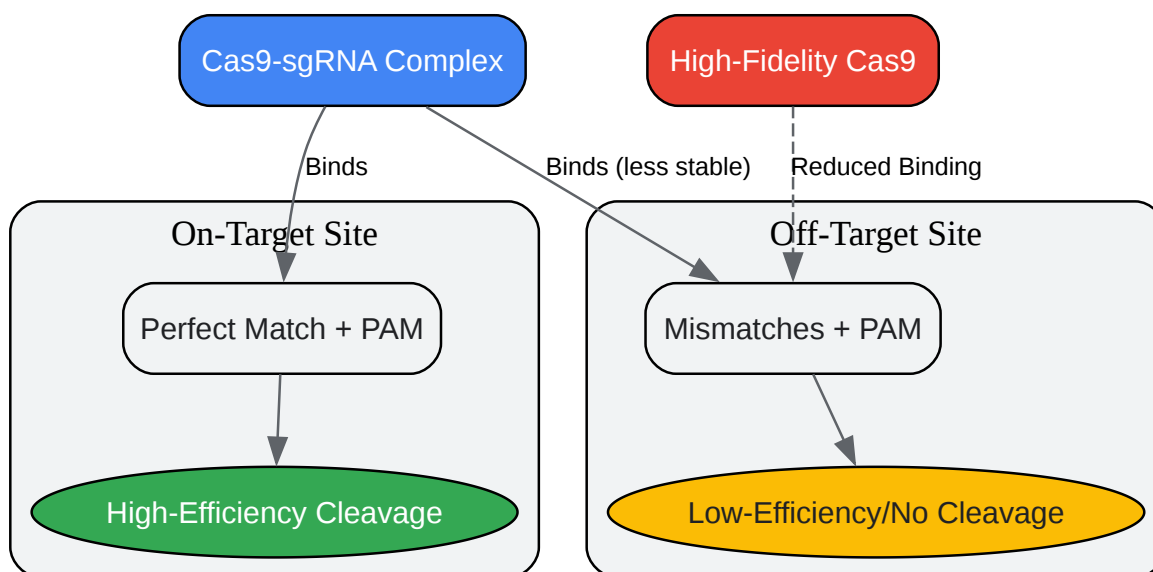 Cas9-sgRNA Complex
High-Fidelity Cas9
Binds
Binds (less stable)
Reduced Binding
On-Target Site
Off-Target Site
Perfect Match + PAM
Mismatches + PAM
High-Efficiency Cleavage
Low-Efficiency/No Cleavage